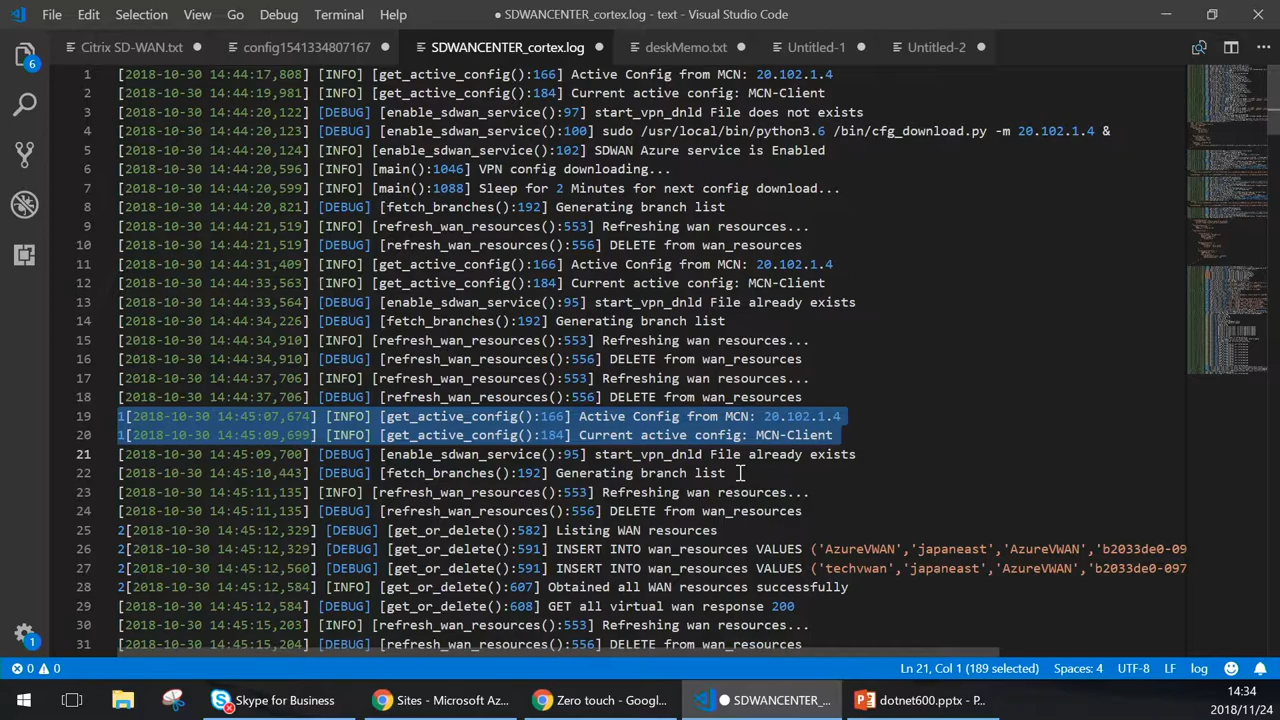 File Edit Selection View Go Debug Terminal Help ● SDWANCENTER_cortex.log - text - Visual Studio Code
Citrix SD-WAN.txt ● config1541334807167 ● SDWANCENTER_cortex.log ● deskMemo.txt ● Untitled-1 ● Untitled-2 ●
1 [2018-10-30 14:44:17,808] [INFO] [get_active_config():166] Active Config from MCN: 20.102.1.4
2 [2018-10-30 14:44:19,981] [INFO] [get_active_config():184] Current active config: MCN-Client
3 [2018-10-30 14:44:20,122] [DEBUG] [enable_sdwan_service():97] start_vpn_dnld File does not exists
4 [2018-10-30 14:44:20,123] [DEBUG] [enable_sdwan_service():100] sudo /usr/local/bin/python3.6 /bin/cfg_download.py -m 20.102.1.4 &
5 [2018-10-30 14:44:20,124] [INFO] [enable_sdwan_service():102] SDWAN Azure service is Enabled
6 [2018-10-30 14:44:20,596] [INFO] [main():1046] VPN config downloading...
7 [2018-10-30 14:44:20,599] [INFO] [main():1088] Sleep for 2 Minutes for next config download...
8 [2018-10-30 14:44:20,821] [DEBUG] [fetch_branches():192] Generating branch list
9 [2018-10-30 14:44:21,519] [INFO] [refresh_wan_resources():553] Refreshing wan resources...
10 [2018-10-30 14:44:21,519] [DEBUG] [refresh_wan_resources():556] DELETE from wan_resources
11 [2018-10-30 14:44:31,409] [INFO] [get_active_config():166] Active Config from MCN: 20.102.1.4
12 [2018-10-30 14:44:33,563] [INFO] [get_active_config():184] Current active config: MCN-Client
13 [2018-10-30 14:44:33,564] [DEBUG] [enable_sdwan_service():95] start_vpn_dnld File already exists
14 [2018-10-30 14:44:34,226] [DEBUG] [fetch_branches():192] Generating branch list
15 [2018-10-30 14:44:34,910] [INFO] [refresh_wan_resources():553] Refreshing wan resources...
16 [2018-10-30 14:44:34,910] [DEBUG] [refresh_wan_resources():556] DELETE from wan_resources
17 [2018-10-30 14:44:37,706] [INFO] [refresh_wan_resources():553] Refreshing wan resources...
18 [2018-10-30 14:44:37,706] [DEBUG] [refresh_wan_resources():556] DELETE from wan_resources
19 1[2018-10-30 14:45:07,674] [INFO] [get_active_config():166] Active Config from MCN: 20.102.1.4
20 1[2018-10-30 14:45:09,699] [INFO] [get_active_config():184] Current active config: MCN-Client
21 [2018-10-30 14:45:09,700] [DEBUG] [enable_sdwan_service():95] start_vpn_dnld File already exists
22 [2018-10-30 14:45:10,443] [DEBUG] [fetch_branches():192] Generating branch list
23 [2018-10-30 14:45:11,135] [INFO] [refresh_wan_resources():553] Refreshing wan resources...
24 [2018-10-30 14:45:11,135] [DEBUG] [refresh_wan_resources():556] DELETE from wan_resources
25 2[2018-10-30 14:45:12,329] [DEBUG] [get_or_delete():582] Listing WAN resources
26 2[2018-10-30 14:45:12,329] [DEBUG] [get_or_delete():591] INSERT INTO wan_resources VALUES ('AzureVWAN','japaneast','AzureVWAN','b2033de0-09
27 2[2018-10-30 14:45:12,560] [DEBUG] [get_or_delete():591] INSERT INTO wan_resources VALUES ('techvwan','japaneast','AzureVWAN','b2033de0-097
28 2[2018-10-30 14:45:12,584] [INFO] [get_or_delete():607] Obtained all WAN resources successfully
29 [2018-10-30 14:45:12,584] [DEBUG] [get_or_delete():608] GET all virtual wan response 200
30 [2018-10-30 14:45:15,203] [INFO] [refresh_wan_resources():553] Refreshing wan resources...
31 [2018-10-30 14:45:15,204] [DEBUG] [refresh_wan_resources():556] DELETE from wan_resources
6
1
0 0 Ln 21, Col 1 (189 selected) Spaces: 4 UTF-8 LF log
Skype for Business Sites - Microsoft Az... Zero touch - Googl... ● SDWANCENTER_... dotnet600.pptx - P... 14:34
2018/11/24